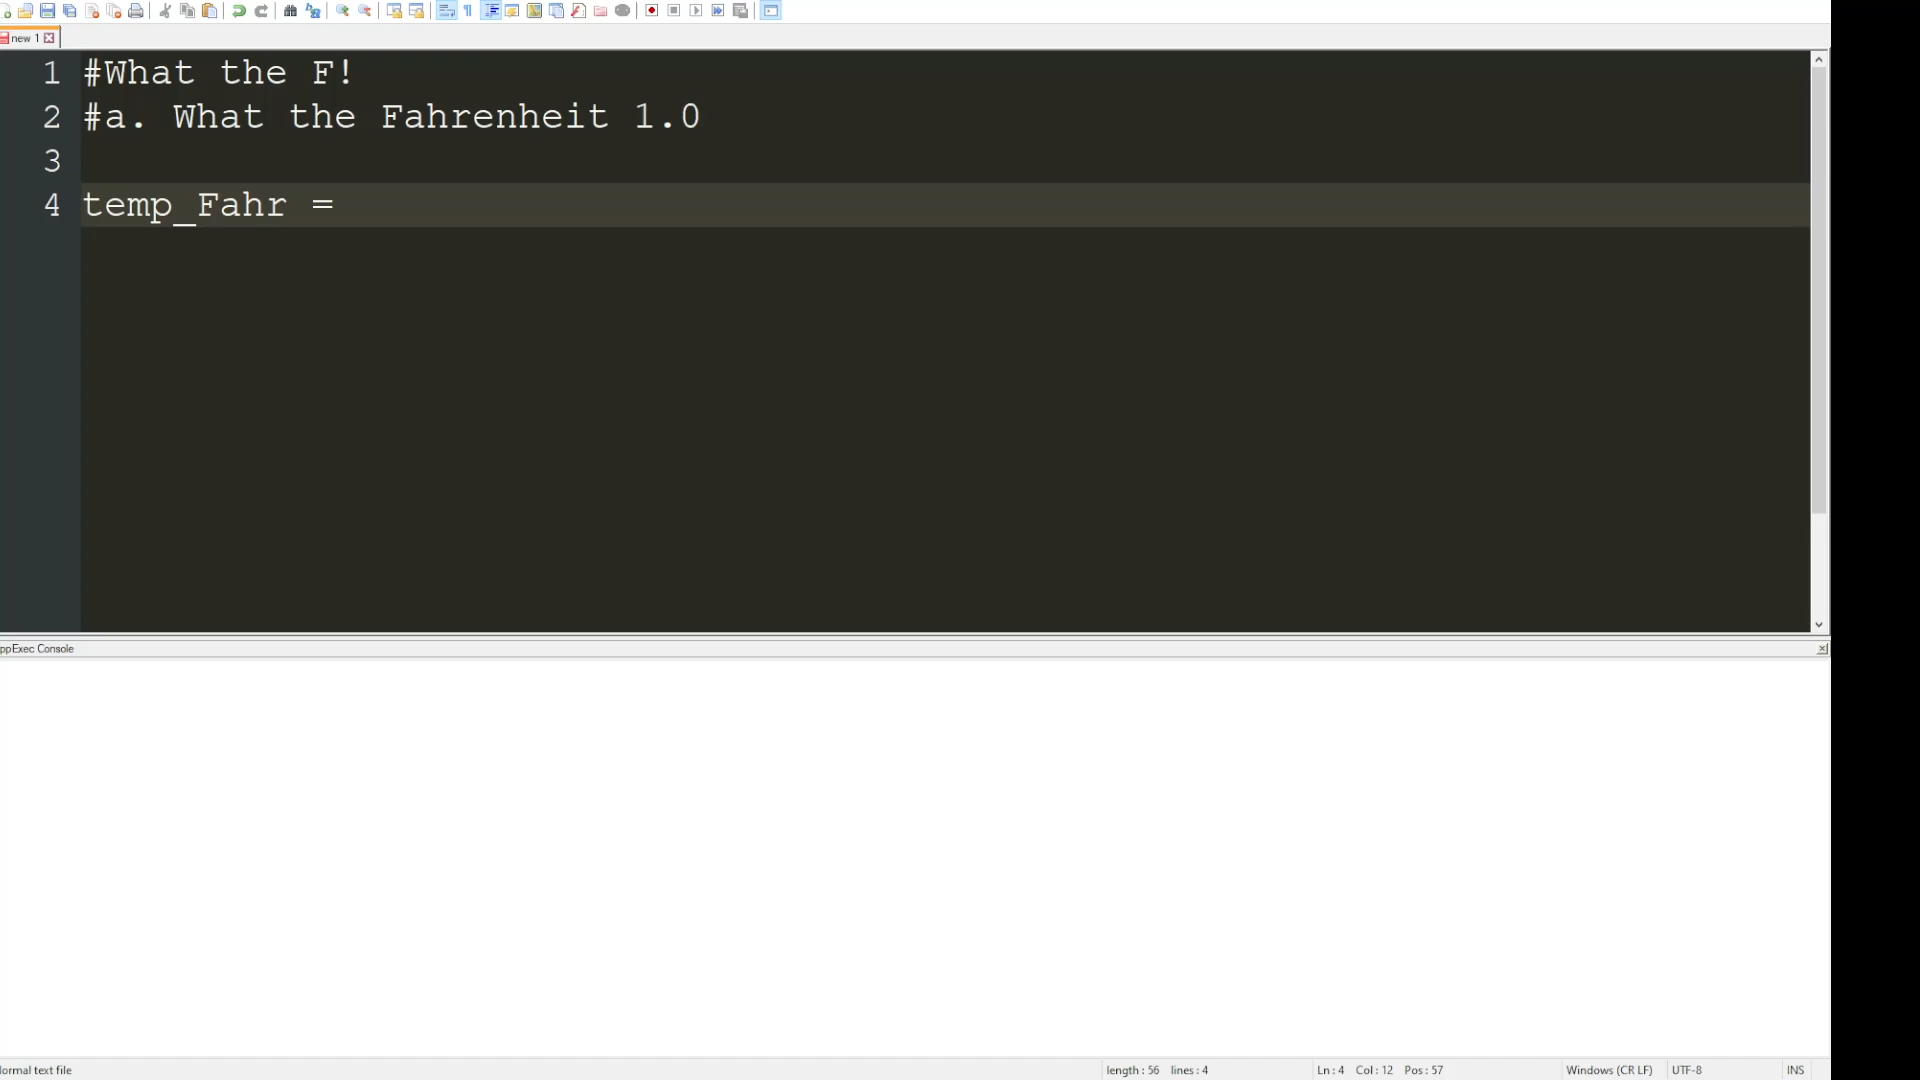 new 1
1 #What the F!
2 #a. What the Fahrenheit 1.0
3
4 temp_Fahr =
ppExec Console
ormal text file length : 56 lines : 4 Ln : 4 Col : 12 Pos : 57 Windows (CR LF) UTF-8 INS